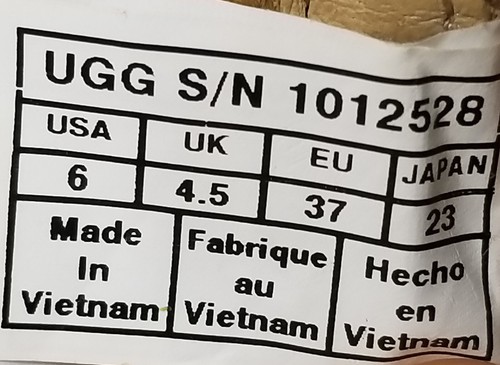 UGG S/N 1012528
USA UK EU JAPAN
6 4.5 37 23
Made In Vietnam
Fabrique au Vietnam
Hecho en Vietnam